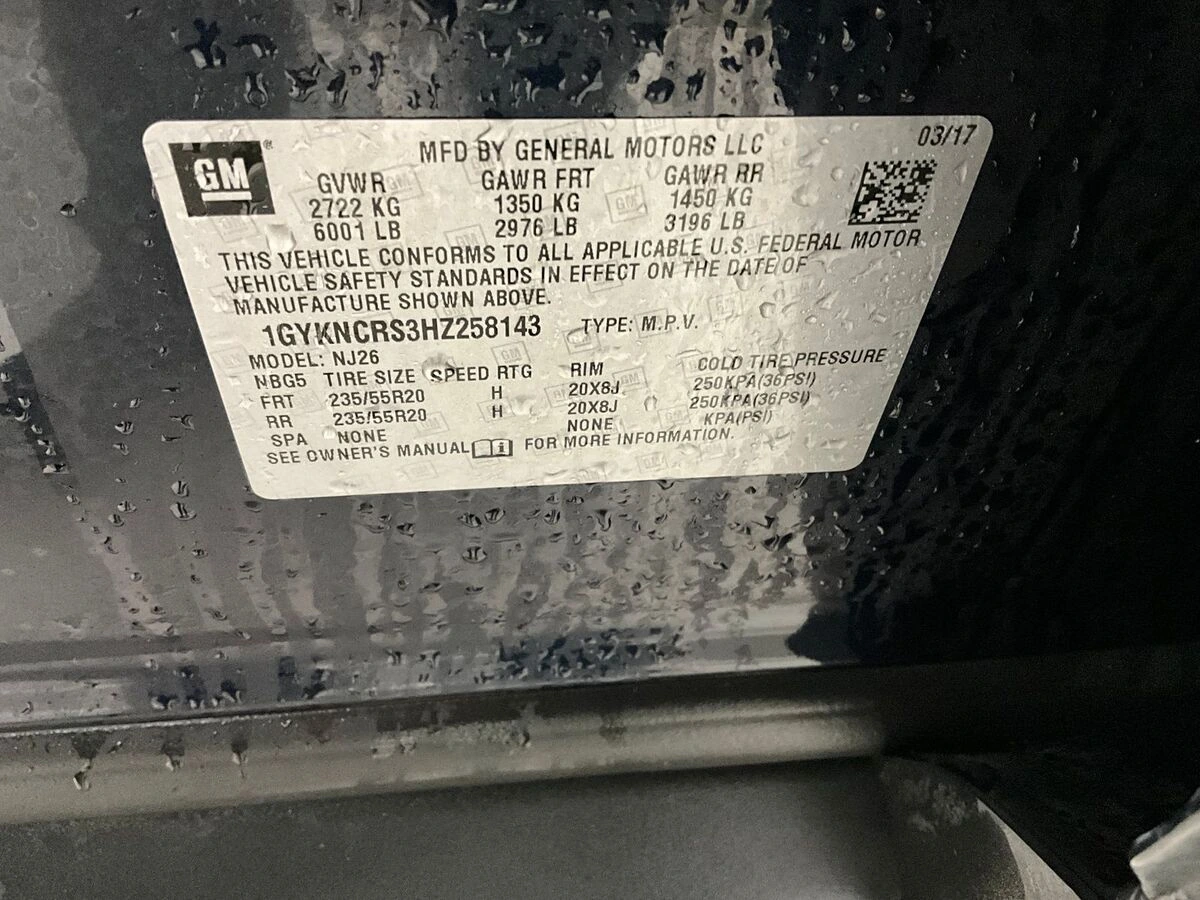 03/17
GM®
MFD BY GENERAL MOTORS LLC
GVWR GAWR FRT GAWR RR
2722 KG 1350 KG 1450 KG
6001 LB 2976 LB 3196 LB
THIS VEHICLE CONFORMS TO ALL APPLICABLE U.S. FEDERAL MOTOR
VEHICLE SAFETY STANDARDS IN EFFECT ON THE DATE OF
MANUFACTURE SHOWN ABOVE.
1GYKNCRS3HZ258143 TYPE: M.P.V.
MODEL: NJ26
NBG5 TIRE SIZE SPEED RTG RIM COLD TIRE PRESSURE
FRT 235/55R20 H 20X8J 250KPA(36PSI)
RR 235/55R20 H 20X8J 250KPA(36PSI)
SPA NONE NONE KPA(PSI)
SEE OWNER'S MANUAL FOR MORE INFORMATION.